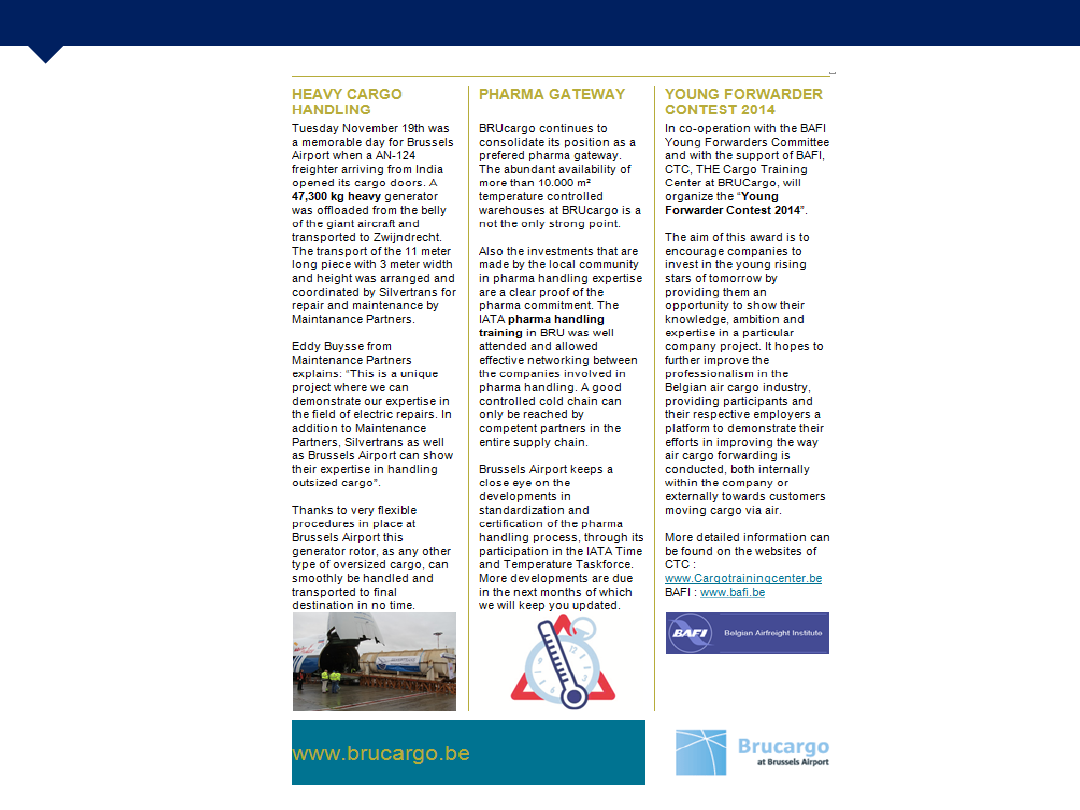 HEAVY CARGO
HANDLING
Tuesday November 19th was
a memorable day for Brussels
Airport when a AN-124
freighter arriving from India
opened its cargo doors. A
47,300 kg heavy generator
was offloaded from the belly
of the giant aircraft and
transported to Zwijndrecht.
The transport of the 11 meter
long piece with 3 meter width
and height was arranged and
coordinated by Silvertrans for
repair and maintenance by
Maintanance Partners.
Eddy Buysse from
Maintenance Partners
explains: “This is a unique
project where we can
demonstrate our expertise in
the field of electric repairs. In
addition to Maintenance
Partners, Silvertrans as well
as Brussels Airport can show
their expertise in handling
outsized cargo”.
Thanks to very flexible
procedures in place at
Brussels Airport this
generator rotor, as any other
type of oversized cargo, can
smoothly be handled and
transported to final
destination in no time.
PHARMA GATEWAY
BRUcargo continues to
consolidate its position as a
prefered pharma gateway.
The abundant availability of
more than 10.000 m²
temperature controlled
warehouses at BRUcargo is a
not the only strong point.
Also the investments that are
made by the local community
in pharma handling expertise
are a clear proof of the
pharma commitment. The
IATA pharma handling
training in BRU was well
attended and allowed
effective networking between
the companies involved in
pharma handling. A good
controlled cold chain can
only be reached by
competent partners in the
entire supply chain.
Brussels Airport keeps a
close eye on the
developments in
standardization and
certification of the pharma
handling process, through its
participation in the IATA Time
and Temperature Taskforce.
More developments are due
in the next months of which
we will keep you updated.
12
YOUNG FORWARDER
CONTEST 2014
In co-operation with the BAFI
Young Forwarders Committee
and with the support of BAFI,
CTC, THE Cargo Training
Center at BRUCargo, will
organize the “Young
Forwarder Contest 2014”.
The aim of this award is to
encourage companies to
invest in the young rising
stars of tomorrow by
providing them an
opportunity to show their
knowledge, ambition and
expertise in a particular
company project. It hopes to
further improve the
professionalism in the
Belgian air cargo industry,
providing participants and
their respective employers a
platform to demonstrate their
efforts in improving the way
air cargo forwarding is
conducted, both internally
within the company or
externally towards customers
moving cargo via air.
More detailed information can
be found on the websites of
CTC :
www.Cargotrainingcenter.be
BAFI : www.bafi.be
BAFI Belgian Airfreight Institute
www.brucargo.be
Brucargo
at Brussels Airport